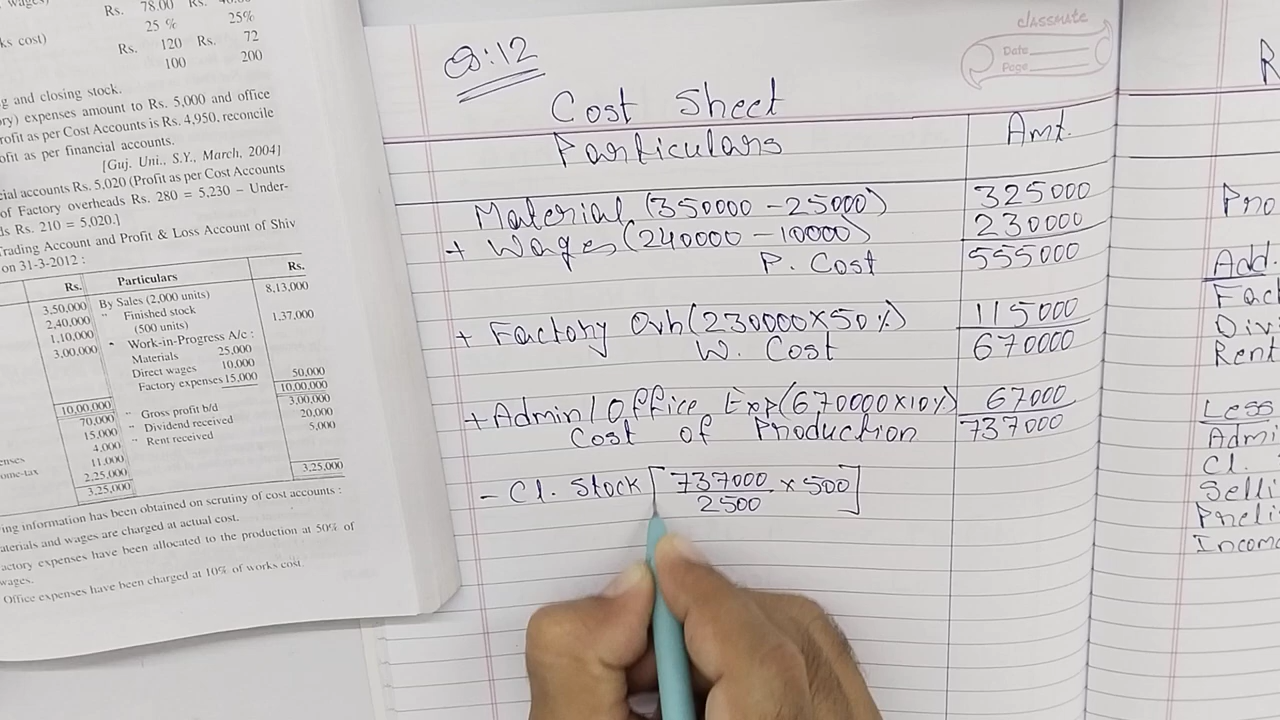 wages)
Rs. 78.00 Rs.
25 % 25%
ks cost)
Rs. 120 Rs. 72
100 200
g and closing stock.
ory) expenses amount to Rs. 5,000 and office
rofit as per Cost Accounts is Rs. 4,950, reconcile
ofit as per financial accounts.
[Guj. Uni., S.Y., March, 2004]
cial accounts Rs. 5,020 (Profit as per Cost Accounts
of Factory overheads Rs. 280 = 5,230 – Under-
ds Rs. 210 = 5,020.]
Trading Account and Profit & Loss Account of Shiv
on 31-3-2012 :
Rs. Particulars Rs.
3,50,000 By Sales (2,000 units) 8,13,000
2,40,000 " Finished stock
1,10,000 (500 units) 1,37,000
3,00,000 " Work-in-Progress A/c :
Materials 25,000
Direct wages 10,000
Factory expenses 15,000 50,000
10,00,000 10,00,000
70,000 " Gross profit b/d 3,00,000
15,000 " Dividend received 20,000
4,000 " Rent received 5,000
enses 11,000
ome-tax 2,25,000
3,25,000 3,25,000
ing information has been obtained on scrutiny of cost accounts :
aterials and wages are charged at actual cost.
actory expenses have been allocated to the production at 50% of
wages.
Office expenses have been charged at 10% of works cost.
classmate
Date
Page
Q:12
Cost Sheet
Particulars Amt.
Material (350000 - 25000) 325000
+ Wages (240000 - 10000) 230000
P. Cost 555000
+ Factory Ovh (230000 X 50%) 115000
W. Cost 670000
+ Admin / Office Exp (670000 X 10%) 67000
Cost of Production 737000
- Cl. Stock [737000 x 500]
2500
R
Pro
Add.
Fact
Divi
Rent
Less
Admi
Cl.
Selli
Preli
Incom